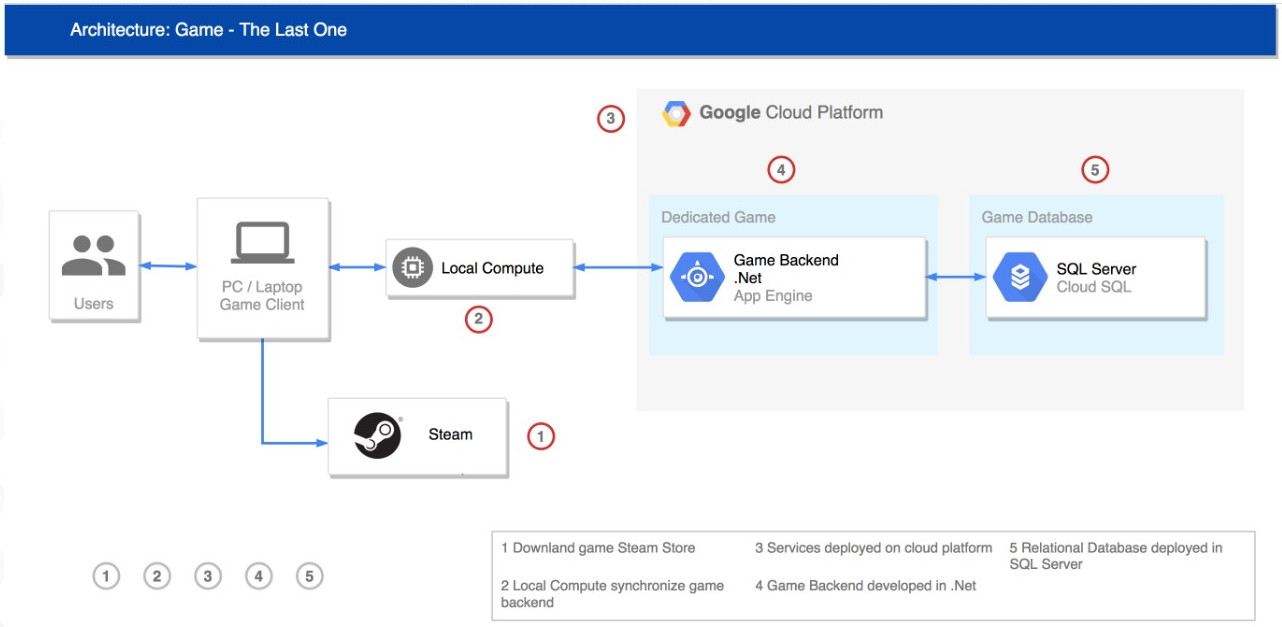 Architecture: Game - The Last One
3
Google Cloud Platform
4
5
Dedicated Game
Game Database
Users
PC / Laptop
Game Client
Local Compute
2
Game Backend
.Net
App Engine
SQL Server
Cloud SQL
Steam
®
1
1 Downland game Steam Store
2 Local Compute synchronize game
backend
3 Services deployed on cloud platform
4 Game Backend developed in .Net
5 Relational Database deployed in
SQL Server
1 2 3 4 5